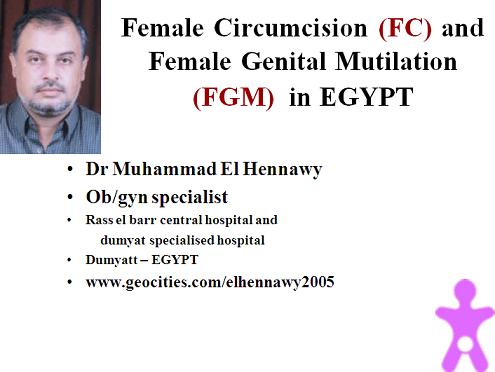 Female Circumcision (FC) and
Female Genital Mutilation
(FGM) in EGYPT
• Dr Muhammad El Hennawy
• Ob/gyn specialist
• Rass el barr central hospital and
dumyat specialised hospital
• Dumyatt – EGYPT
• www.geocities.com/elhennawy2005